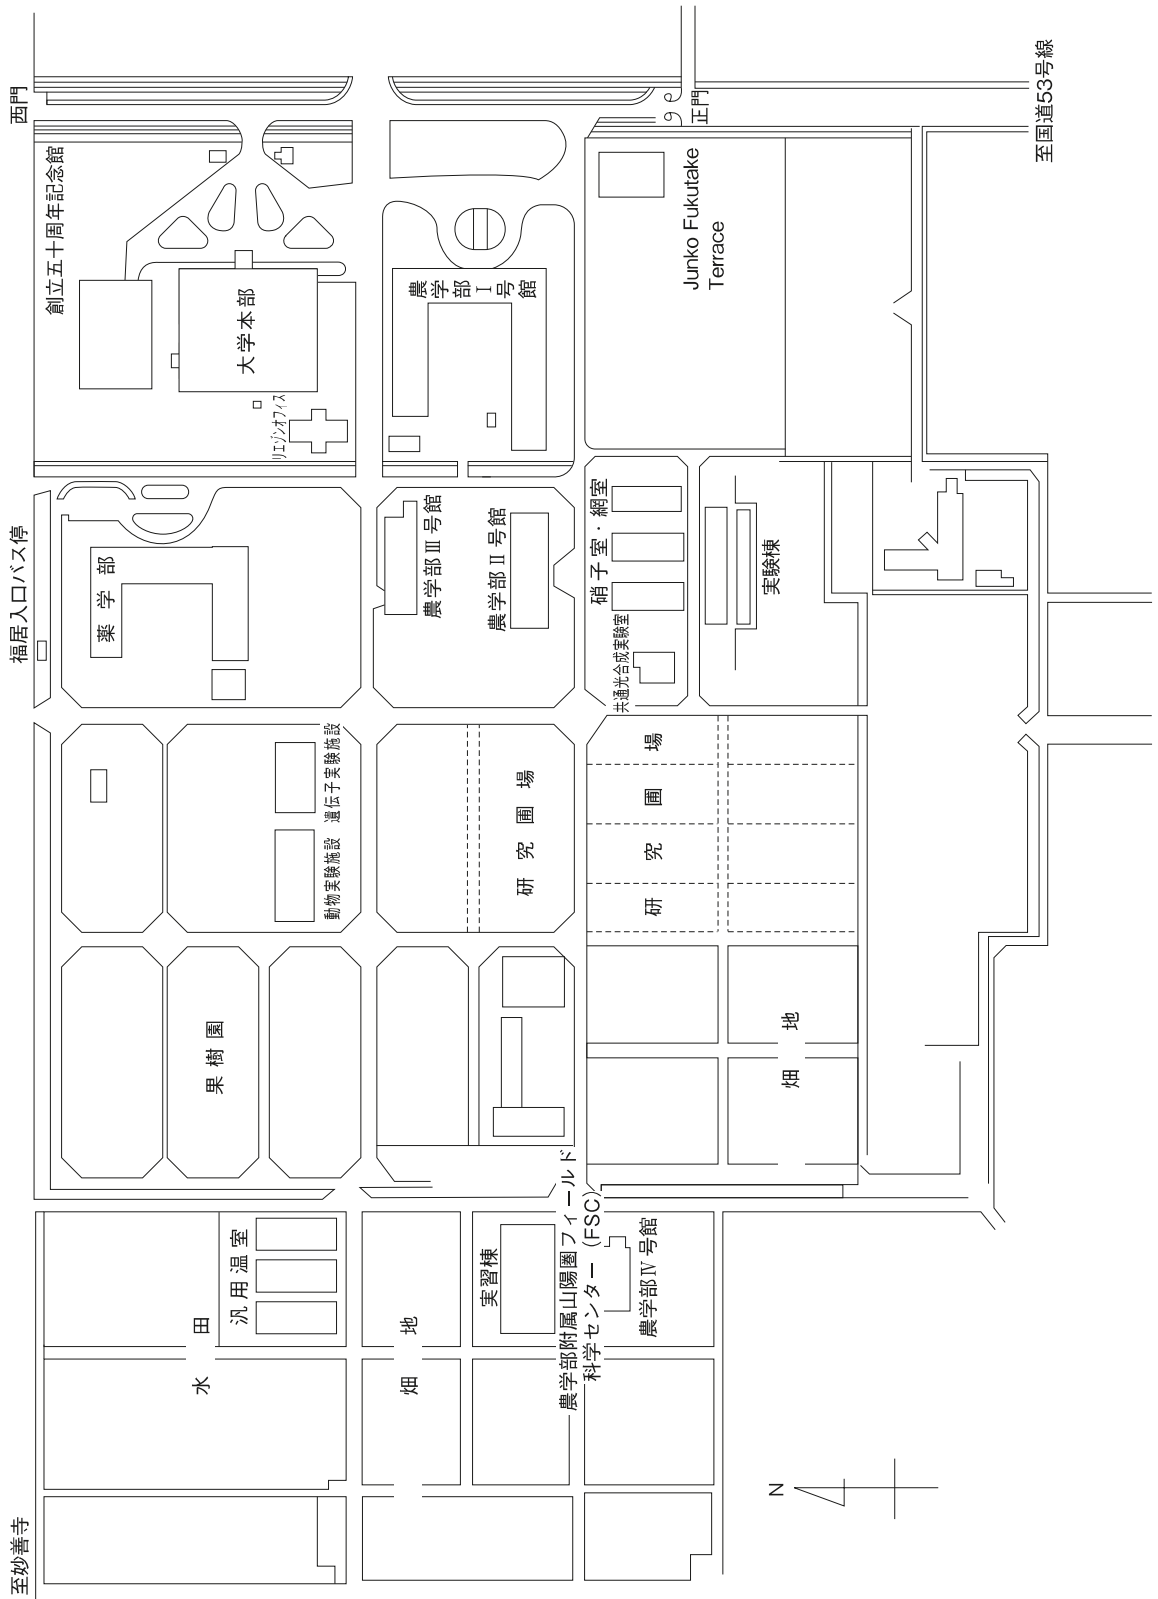 西門
至国道53号線
正門
創立五十周年記念館
Junko Fukutake
Terrace
大学本部
農学部Ⅰ号館
リエゾンオフィス
福居入口バス停
薬学部
農学部Ⅲ号館
農学部Ⅱ号館
硝子室・網室
共通光合成実験室
実験棟
遺伝子実験施設
動物実験施設
研究圃場
研究圃場
果樹園
畑地
汎用温室
水田
畑地
実習棟
農学部附属山陽圏フィールド
科学センター（FSC）
農学部Ⅳ号館
至妙善寺
N